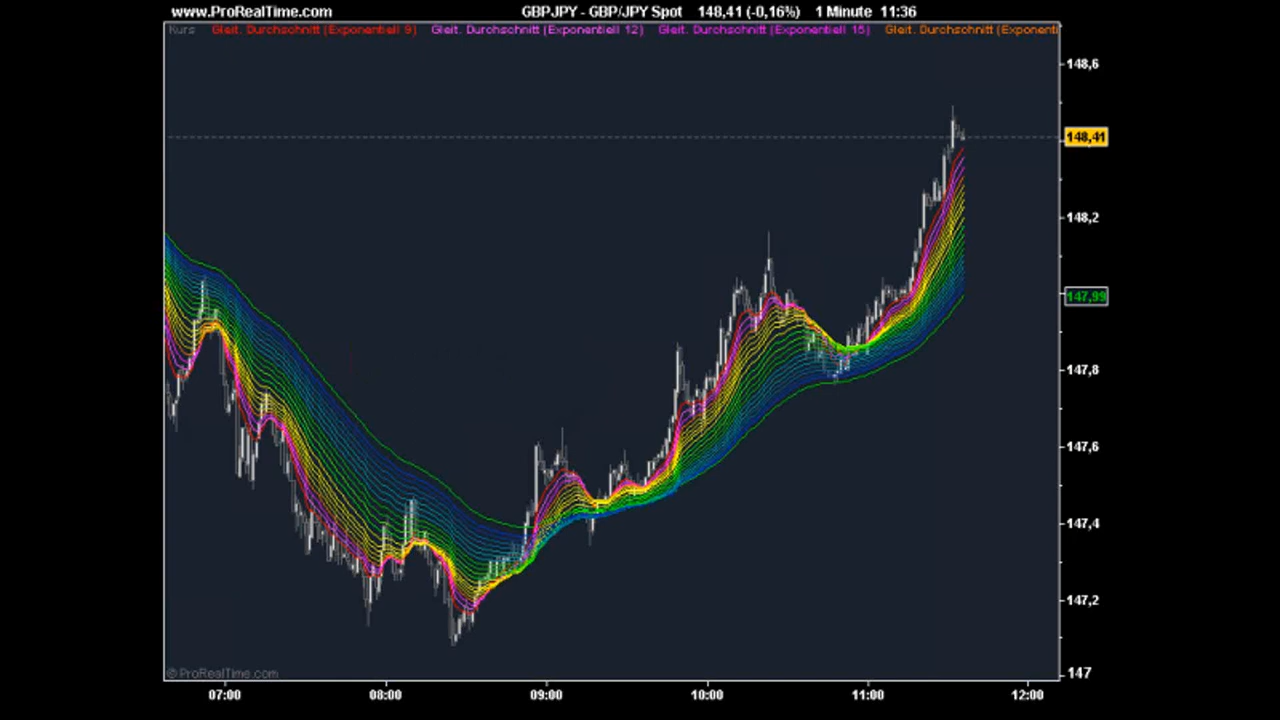 www.ProRealTime.com GBPJPY - GBP/JPY Spot 148,41 (-0,16%) 1 Minute 11:36
Kurs Gleit. Durchschnitt (Exponentiell 9) Gleit. Durchschnitt (Exponentiell 12) Gleit. Durchschnitt (Exponentiell 15) Gleit. Durchschnitt (Exponenti
148,6
148,41
148,2
147,99
147,8
147,6
147,4
147,2
147
© ProRealTime.com
07:00 08:00 09:00 10:00 11:00 12:00